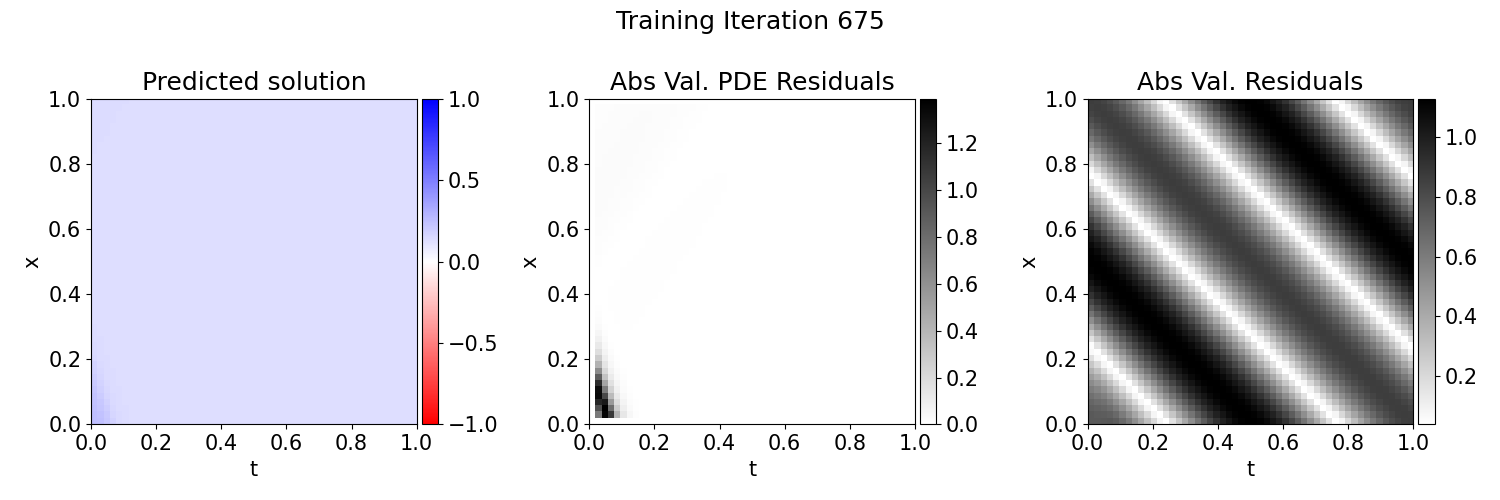 Training Iteration 675
Predicted solution
1.0
0.8
0.6
0.4
0.2
0.0
x
0.0 0.2 0.4 0.6 0.8 1.0
t
1.0
0.5
0.0
−0.5
−1.0
Abs Val. PDE Residuals
1.0
0.8
0.6
0.4
0.2
0.0
x
0.0 0.2 0.4 0.6 0.8 1.0
t
1.2
1.0
0.8
0.6
0.4
0.2
0.0
Abs Val. Residuals
1.0
0.8
0.6
0.4
0.2
0.0
x
0.0 0.2 0.4 0.6 0.8 1.0
t
1.0
0.8
0.6
0.4
0.2